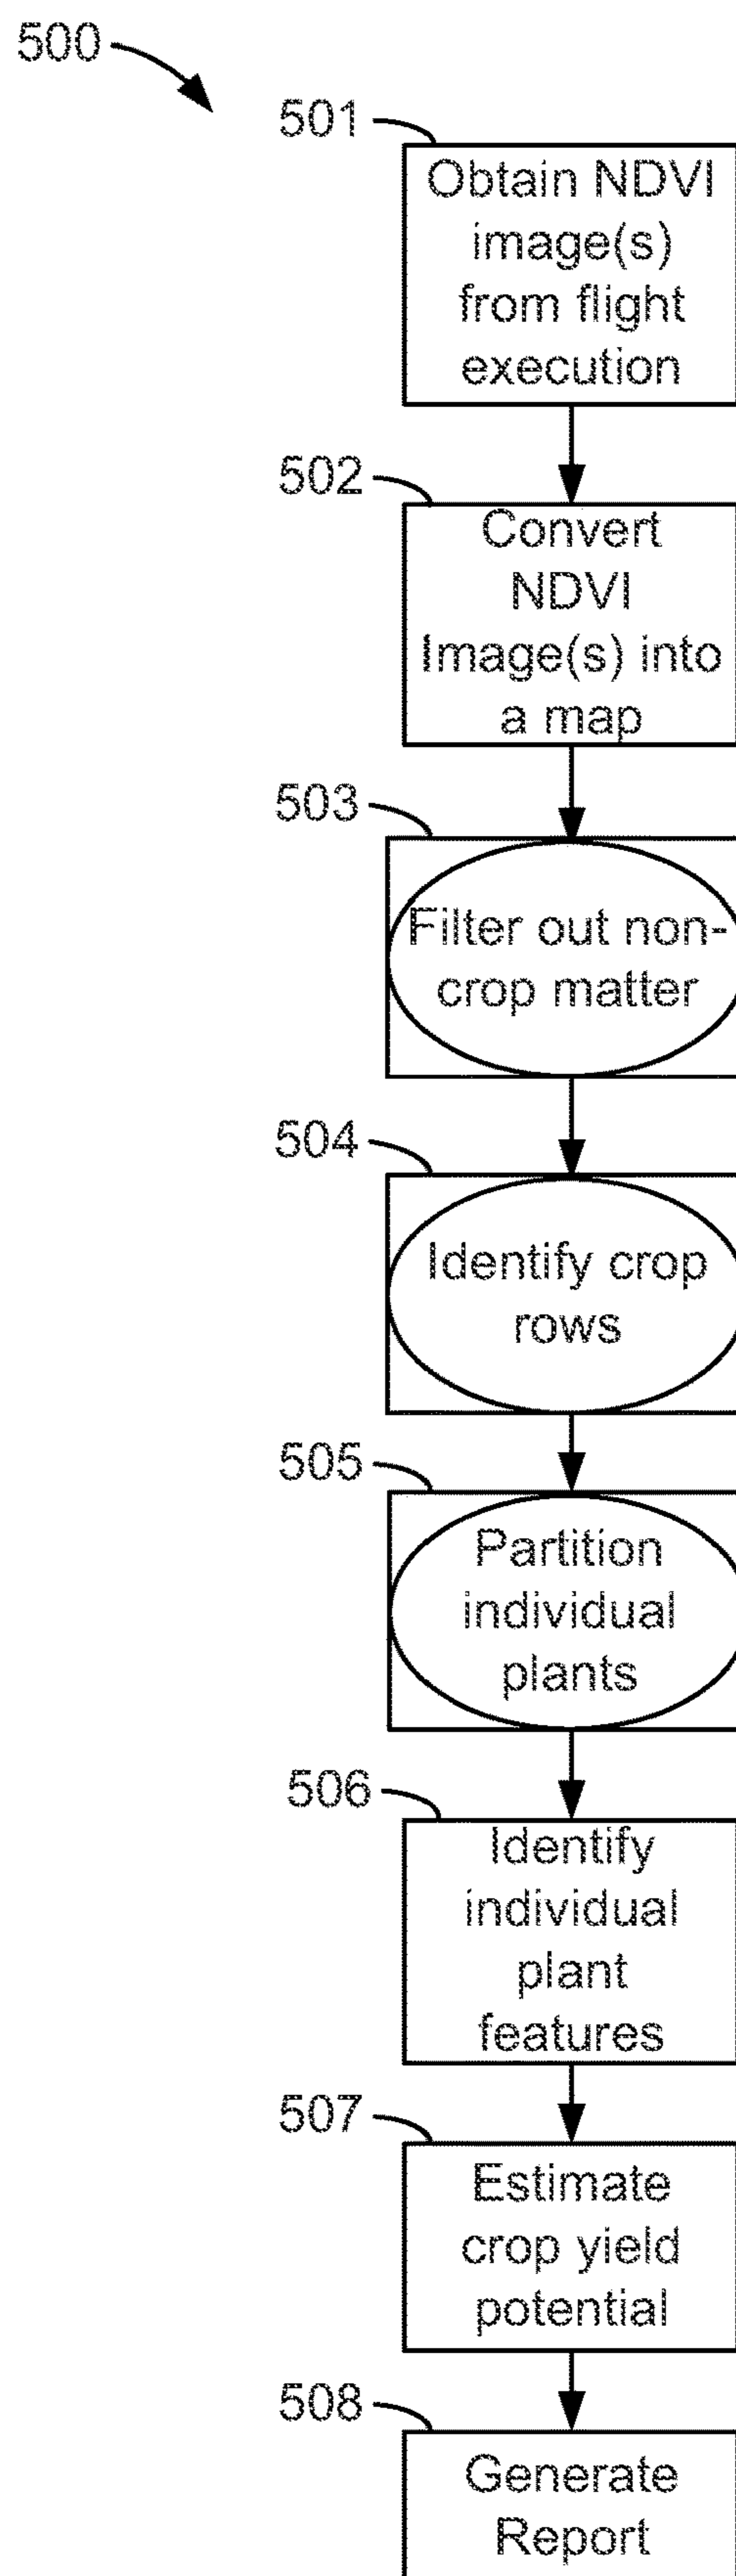 500
501
Obtain NDVI
image(s)
from flight
execution
502
Convert
NDVI
Image(s) into
a map
503
Filter out non-
crop matter
504
Identify crop
rows
505
Partition
individual
plants
506
Identify
individual
plant
features
507
Estimate
crop yield
potential
508
Generate
Report